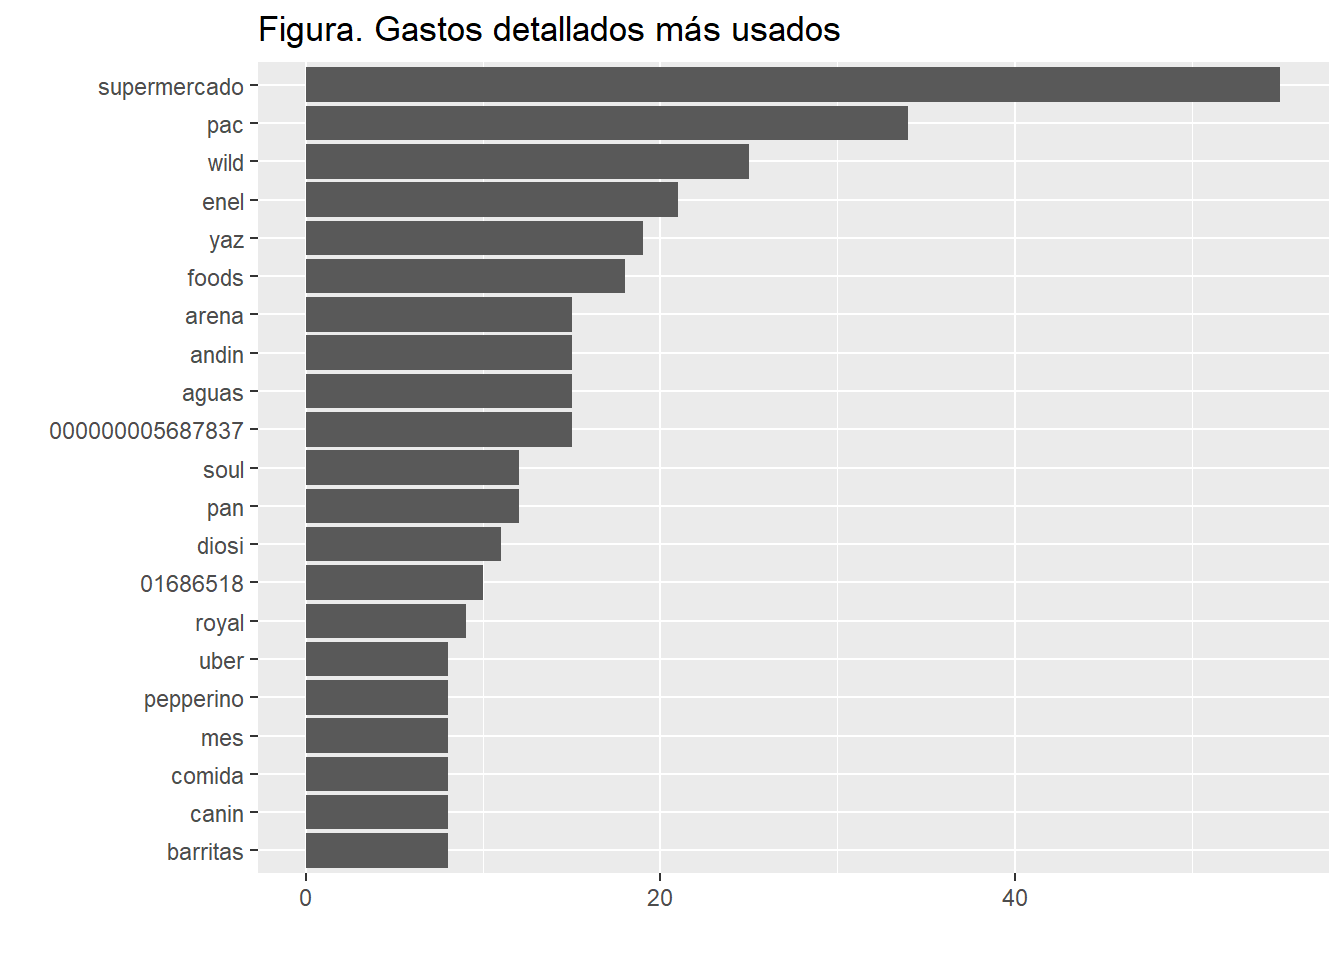 Figura. Gastos detallados más usados
supermercado
pac
wild
enel
yaz
foods
arena
andin
aguas
000000005687837
soul
pan
diosi
01686518
royal
uber
pepperino
mes
comida
canin
barritas
0 20 40